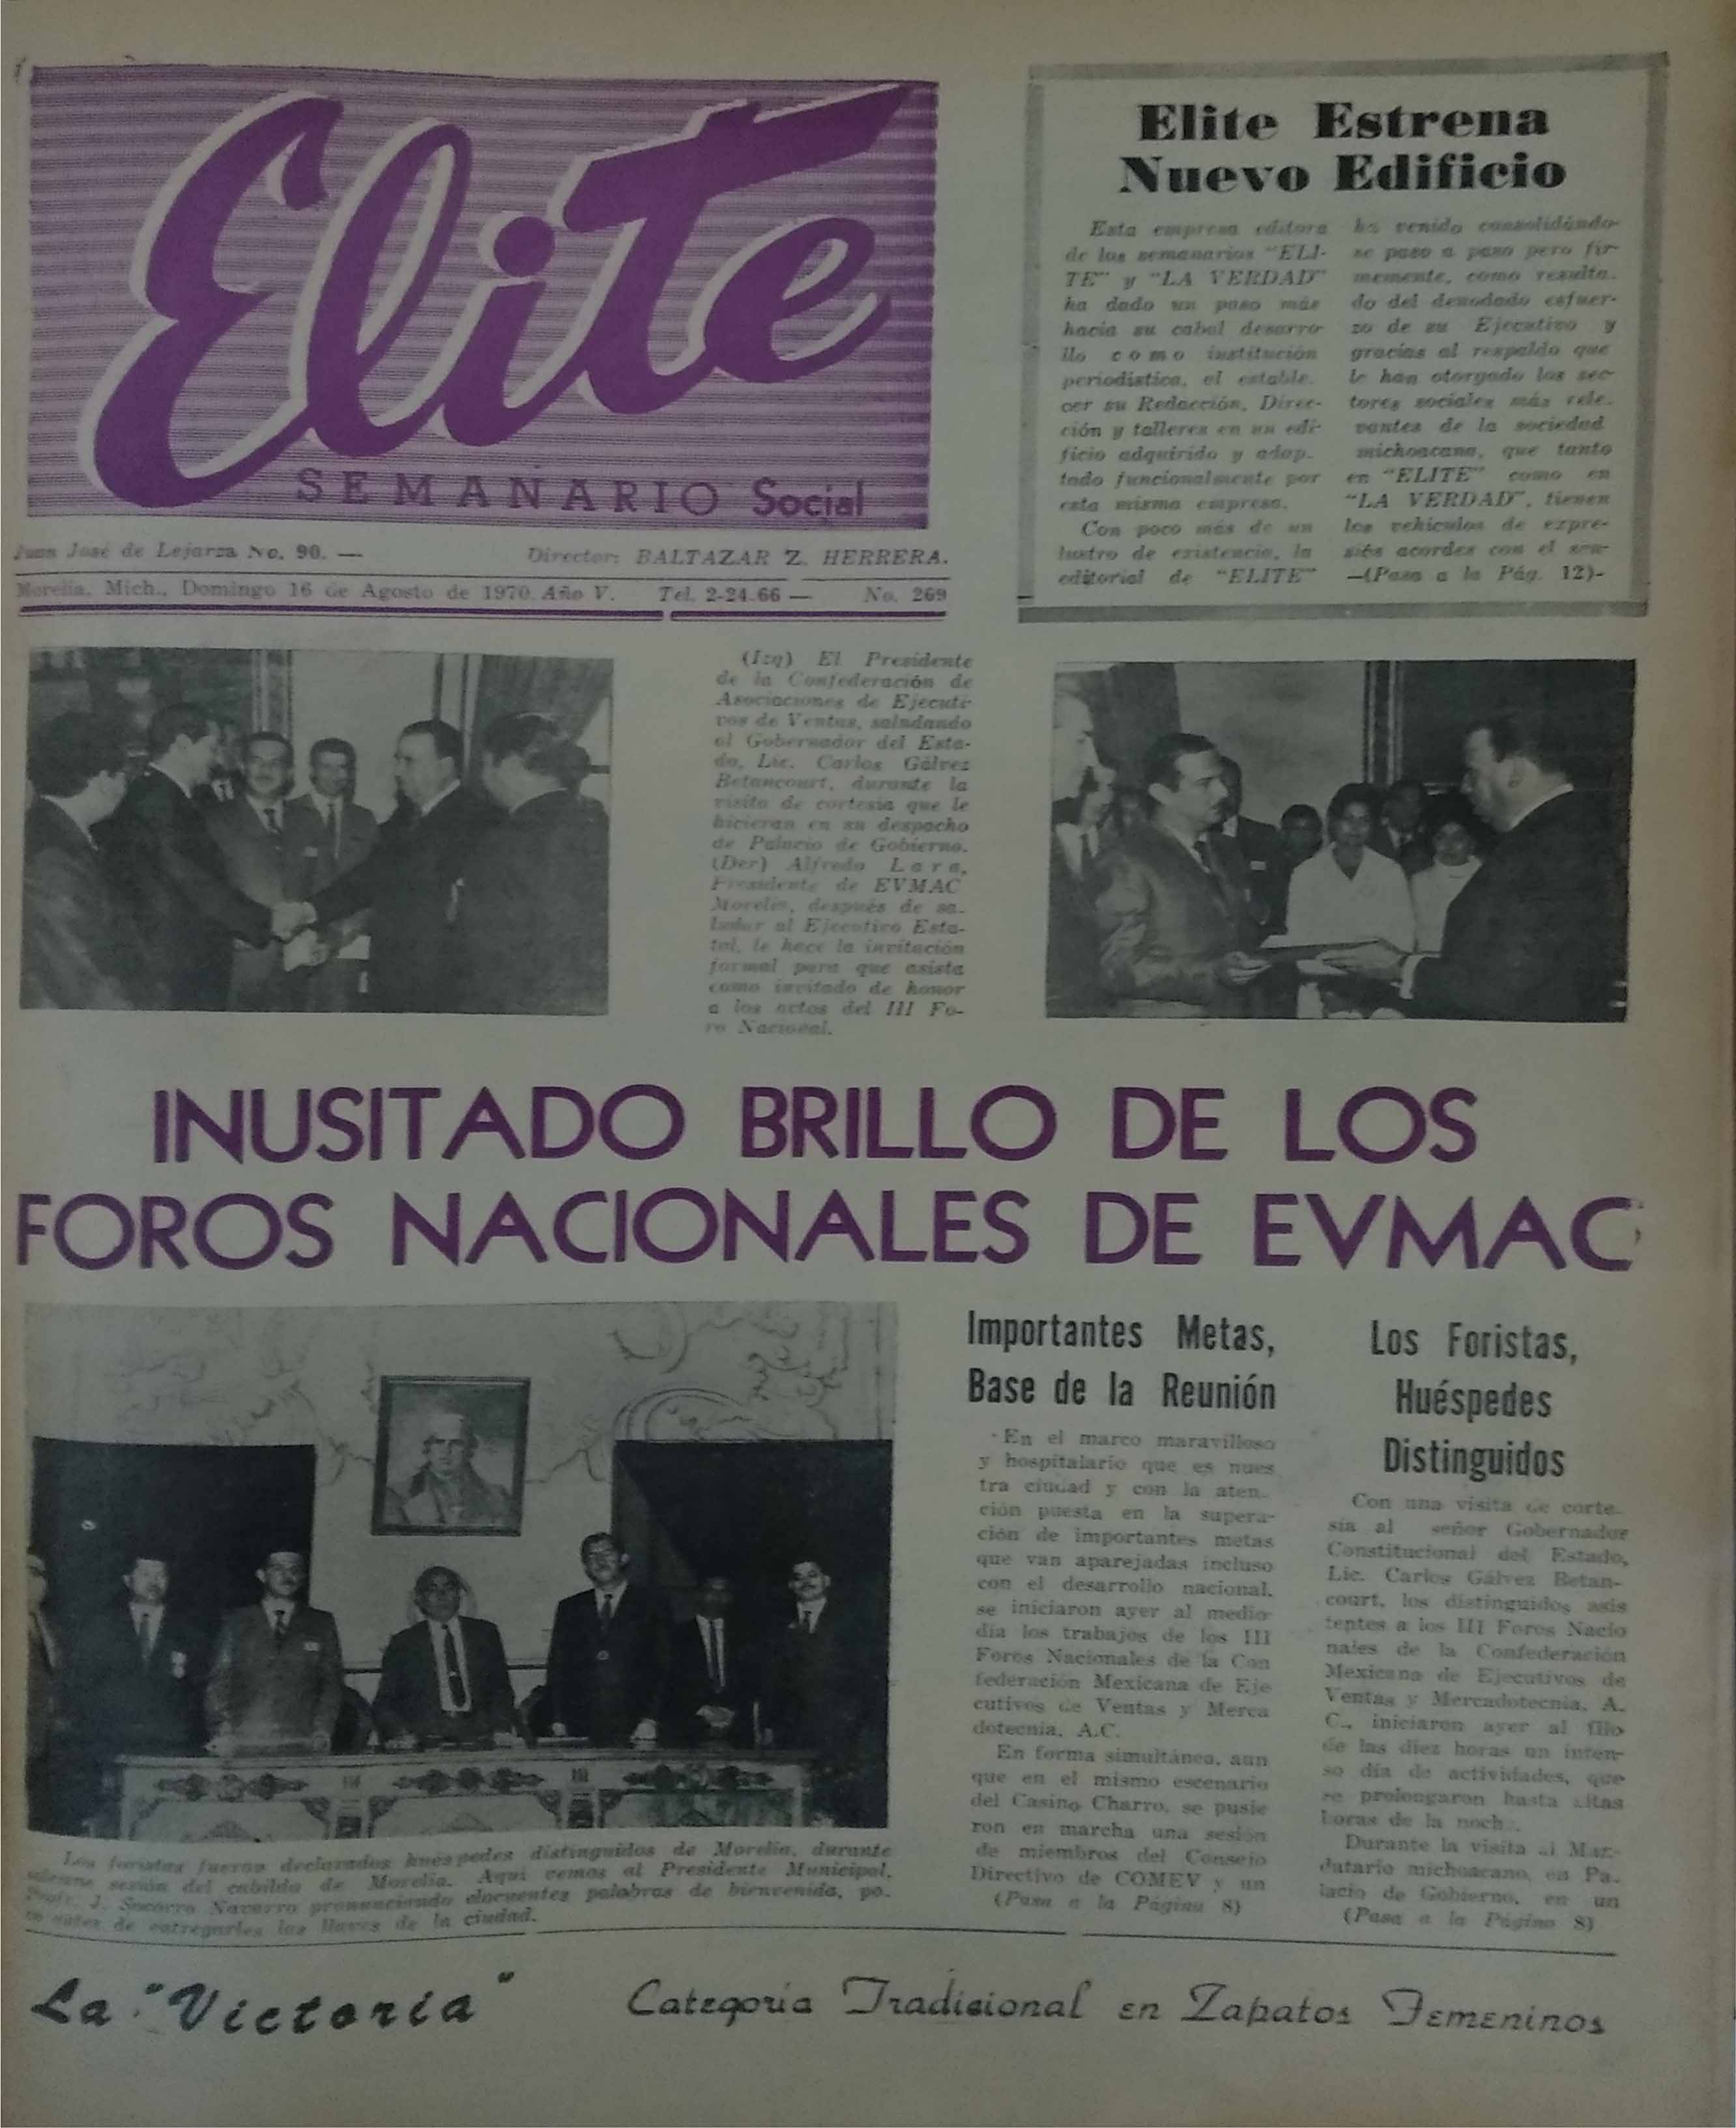 Elite
SEMANARIO Social
Juan José de Lejarza No. 90. — Director: BALTAZAR Z. HERRERA.
Morelia, Mich., Domingo 16 de Agosto de 1970. Año V. Tel. 2-24-66 — No. 269
Elite Estrena
Nuevo Edificio
Esta empresa editora
de los semanarios "ELI-
TE" y "LA VERDAD"
ha dado un paso más
hacia su cabal desarro
llo como institución
periodística, el estable.
cer su Redacción, Direc-
ción y talleres en un edi-
ficio adquirido y adap.
tado funcionalmente por
esta misma empresa.
Con poco más de un
lustro de existencia, la
editorial de "ELITE"
ha venido consolidándo-
se paso a paso pero fir-
memente, como resulta.
do del denodado esfuer-
zo de su Ejecutivo y
gracias al respaldo que
le han otorgado los sec-
tores sociales más rele.
vantes de la sociedad
michoacana, que tanto
en "ELITE" como en
"LA VERDAD", tienen
los vehículos de expre-
sión acordes con el sen-
—(Pasa a la Pág. 12)-
(Izq) El Presidente
de la Confederación de
Asociaciones de Ejecuti
vos de Ventas, saludando
al Gobernador del Esta-
do, Lic. Carlos Gálvez
Betancourt, durante la
visita de cortesía que le
hicieran en su despacho
de Palacio de Gobierno.
(Der) Alfredo Lara,
Presidente de EVMAC
Morelia, después de sa-
ludar al Ejecutivo Esta-
tal, le hace la invitación
formal para que asista
como invitado de honor
a los actos del III Fo-
ro Nacional.
INUSITADO BRILLO DE LOS
FOROS NACIONALES DE EVMAC
Importantes Metas,
Base de la Reunión
En el marco maravilloso
y hospitalario que es nues
tra ciudad y con la aten.
ción puesta en la supera-
ción de importantes metas
que van aparejadas incluso
con el desarrollo nacional,
se iniciaron ayer al medio
día los trabajos de los III
Foros Nacionales de la Con
federación Mexicana de Eje
cutivos de Ventas y Merca
dotecnia, A.C.
En forma simultánea, aun
que en el mismo escenario
del Casino Charro, se pusie
ron en marcha una sesión
de miembros del Consejo
Directivo de COMEV y un
(Pasa a la Página 8)
Los Foristas,
Huéspedes
Distinguidos
Con una visita de corte-
sía al señor Gobernador
Constitucional del Estado,
Lic. Carlos Gálvez Betan-
court, los distinguidos asis
tentes a los III Foros Nacio
nales de la Confederación
Mexicana de Ejecutivos de
Ventas y Mercadotecnia, A.
C., iniciaron ayer al filo
de las diez horas un inten-
so día de actividades, que
se prolongaron hasta altas
horas de la noche.
Durante la visita al Man-
datario michoacano, en Pa-
lacio de Gobierno, en un
(Pasa a la Página 8)
Los foristas fueron declarados huéspedes distinguidos de Morelia, durante
solemne sesión del cabildo de Morelia. Aquí vemos al Presidente Municipal,
Profr. J. Socorro Navarro pronunciando elocuentes palabras de bienvenida, po.
co antes de entregarles las llaves de la ciudad.
La "Victoria" Categoria Tradicional en Zapatos Femeninos